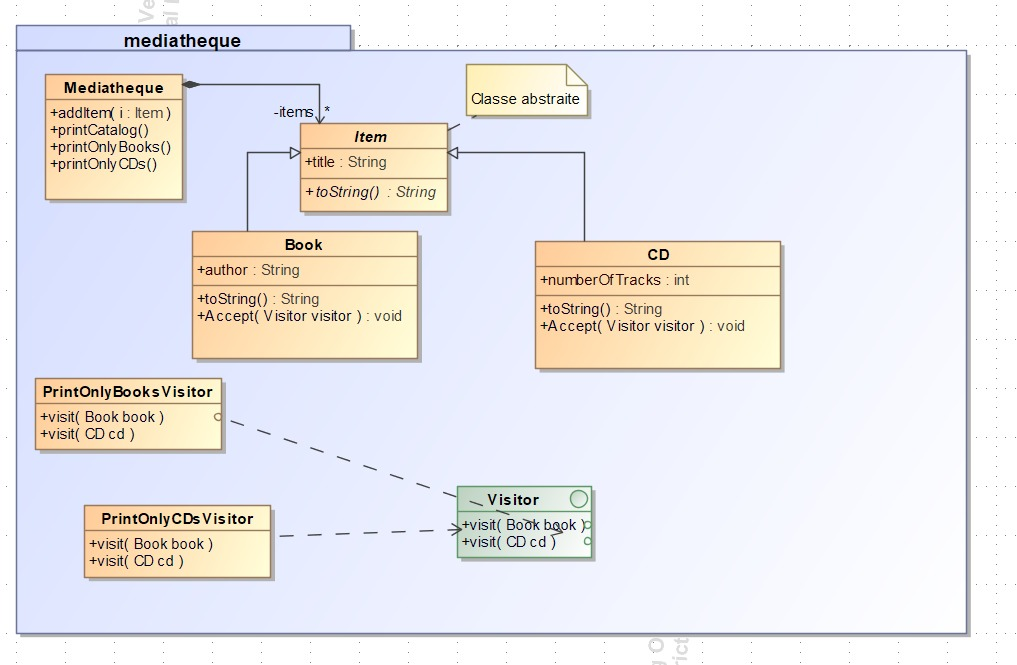 mediatheque
Mediatheque
+addItem( i : Item )
+printCatalog()
+printOnlyBooks()
+printOnlyCDs()
-items
*
Classe abstraite
Item
+title : String
+toString() : String
Book
+author : String
+toString() : String
+Accept( Visitor visitor ) : void
CD
+numberOfTracks : int
+toString() : String
+Accept( Visitor visitor ) : void
PrintOnlyBooksVisitor
+visit( Book book )
+visit( CD cd )
PrintOnlyCDsVisitor
+visit( Book book )
+visit( CD cd )
Visitor
+visit( Book book )
+visit( CD cd )